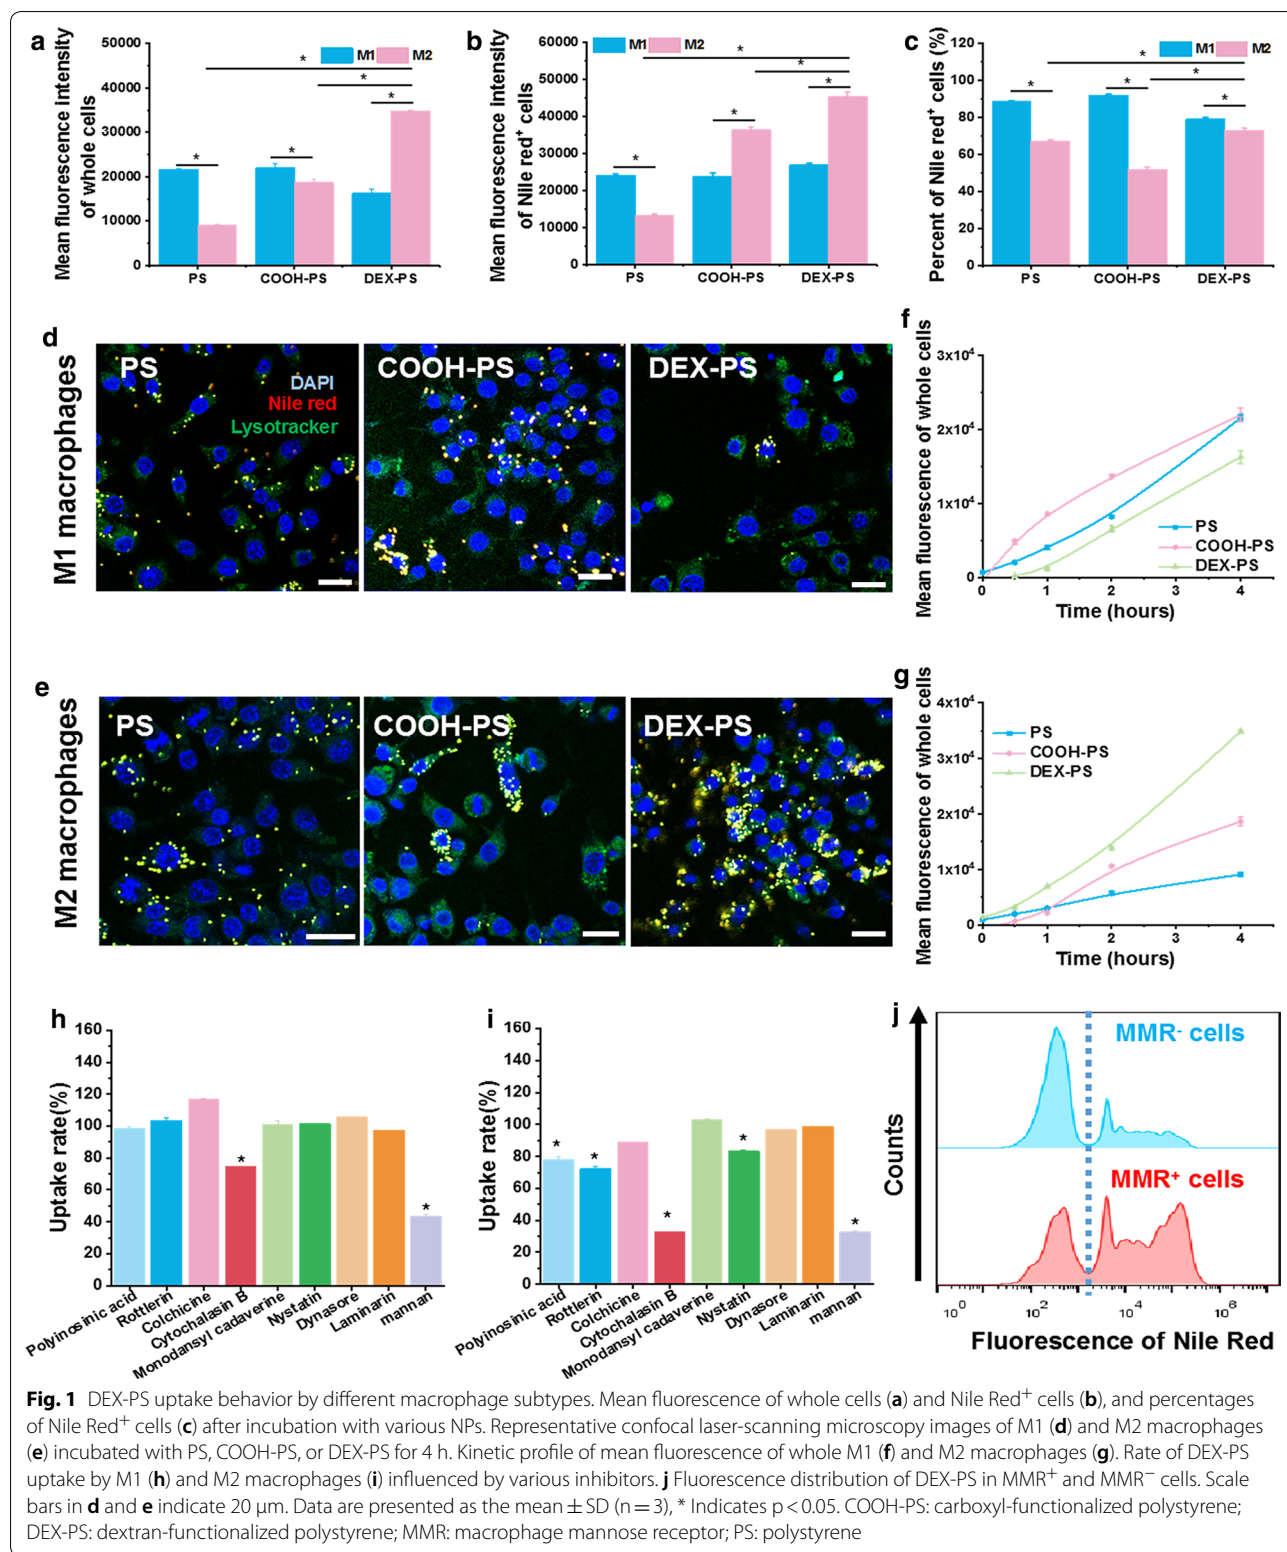 a
Mean fluorescence intensity
of whole cells
50000
40000
30000
20000
10000
0
M1 M2
*
*
*
*
*
PS COOH-PS DEX-PS
b
Mean fluorescence intensity
of Nile red+ cells
60000
50000
40000
30000
20000
10000
0
M1 M2
*
*
*
*
*
PS COOH-PS DEX-PS
c
Percent of Nile red+ cells (%)
120
100
80
60
40
20
0
M1 M2
*
*
*
*
*
PS COOH-PS DEX-PS
d
M1 macrophages
PS
DAPI
Nile red
Lysotracker
COOH-PS
DEX-PS
f
Mean fluorescence of whole cells
3x10⁴
2x10⁴
1x10⁴
0
PS
COOH-PS
DEX-PS
0 1 2 3 4
Time (hours)
e
M2 macrophages
PS
COOH-PS
DEX-PS
g
Mean fluorescence of whole cells
4x10⁴
3x10⁴
2x10⁴
1x10⁴
0
PS
COOH-PS
DEX-PS
0 1 2 3 4
Time (hours)
h
Uptake rate(%)
160
140
120
100
80
60
40
20
0
*
*
Polyinosinic acid
Rottlerin
Colchicine
Cytochalasin B
Monodansyl cadaverine
Nystatin
Dynasore
Laminarin
mannan
i
Uptake rate(%)
160
140
120
100
80
60
40
20
0
*
*
*
*
*
Polyinosinic acid
Rottlerin
Colchicine
Cytochalasin B
Monodansyl cadaverine
Nystatin
Dynasore
Laminarin
mannan
j
Counts
MMR⁻ cells
MMR⁺ cells
10⁰ 10² 10⁴ 10⁶
Fluorescence of Nile Red
Fig. 1 DEX-PS uptake behavior by different macrophage subtypes. Mean fluorescence of whole cells (a) and Nile Red⁺ cells (b), and percentages
of Nile Red⁺ cells (c) after incubation with various NPs. Representative confocal laser-scanning microscopy images of M1 (d) and M2 macrophages
(e) incubated with PS, COOH-PS, or DEX-PS for 4 h. Kinetic profile of mean fluorescence of whole M1 (f) and M2 macrophages (g). Rate of DEX-PS
uptake by M1 (h) and M2 macrophages (i) influenced by various inhibitors. j Fluorescence distribution of DEX-PS in MMR⁺ and MMR⁻ cells. Scale
bars in d and e indicate 20 µm. Data are presented as the mean ± SD (n = 3), * Indicates p < 0.05. COOH-PS: carboxyl-functionalized polystyrene;
DEX-PS: dextran-functionalized polystyrene; MMR: macrophage mannose receptor; PS: polystyrene